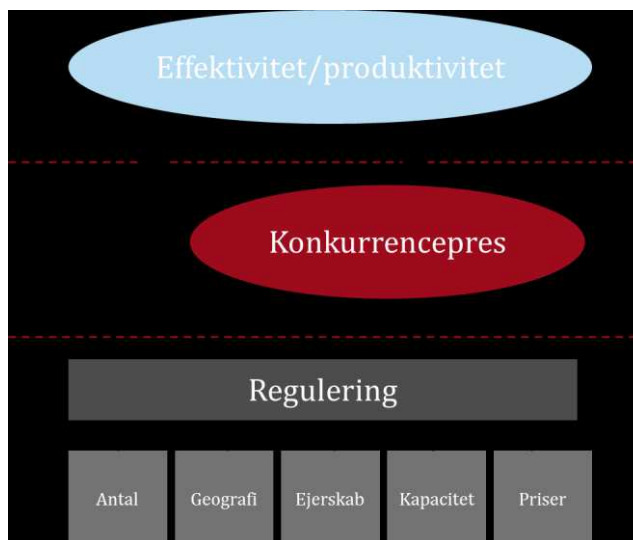 Effektivitet/produktivitet
Konkurrencepres
Regulering
Antal Geografi Ejerskab Kapacitet Priser